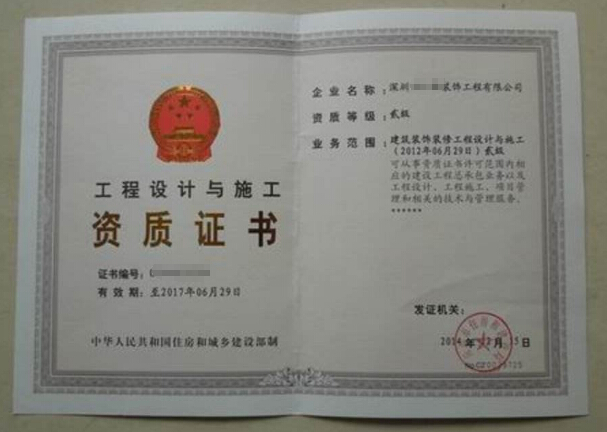 工程设计与施工
资质证书
证书编号：
有 效 期：至2017年06月29日
中华人民共和国住房和城乡建设部制
企业名称：深圳 装饰工程有限公司
资质等级：贰级
业务范围：建筑装饰装修工程设计与施工
（2012年06月29日）贰级
可从事资质证书许可范围内相
应的建设工程总承包业务以及
工程设计、工程施工、项目管
理和相关的技术与管理服务。
******
发证机关：
2014年 2月 5日